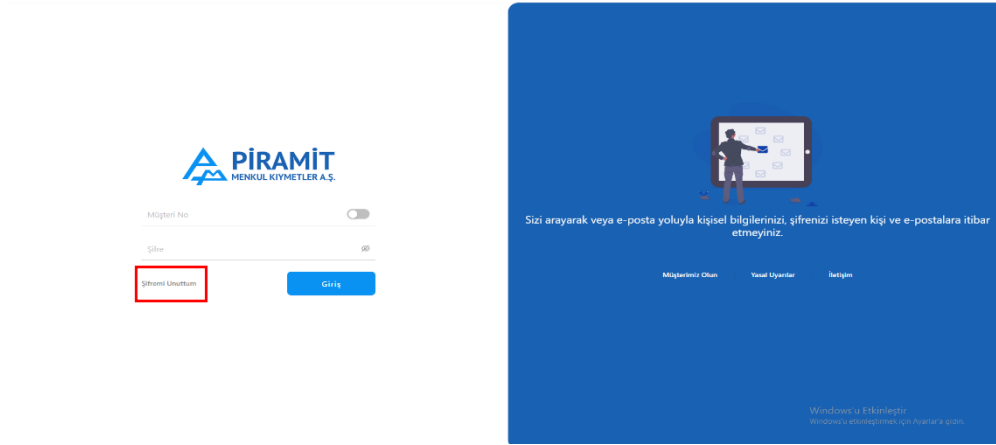 PİRAMİT
MENKUL KIYMETLER A.Ş.
Müşteri No
Şifre
Şifremi Unuttum
Giriş
Sizi arayarak veya e-posta yoluyla kişisel bilgilerinizi, şifrenizi isteyen kişi ve e-postalara itibar
etmeyiniz.
Müşterimiz Olun
Yasal Uyarılar
İletişim
Windows'u Etkinleştir
Windows'u etkinleştirmek için Ayarlar'a gidin.